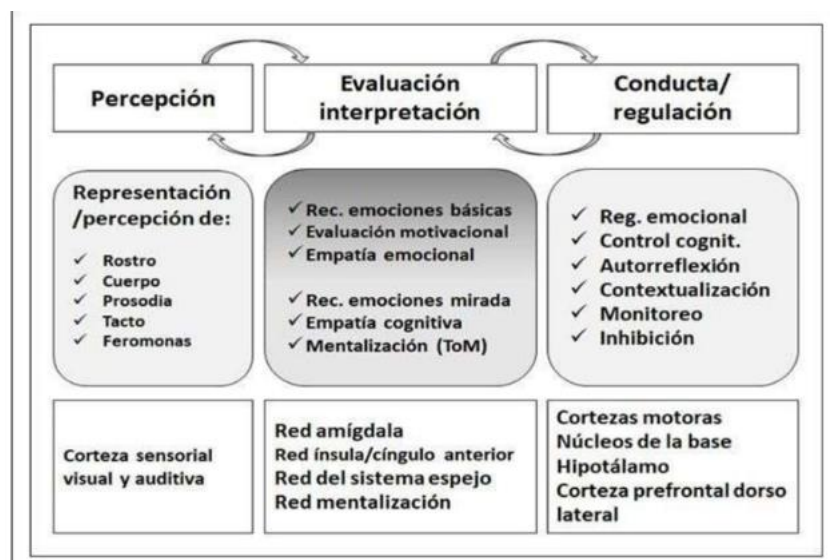 Percepción
Evaluación
interpretación
Conducta/
regulación
Representación
/percepción de:
✓ Rostro
✓ Cuerpo
✓ Prosodia
✓ Tacto
✓ Feromonas
✓ Rec. emociones básicas
✓ Evaluación motivacional
✓ Empatía emocional
✓ Rec. emociones mirada
✓ Empatía cognitiva
✓ Mentalización (ToM)
✓ Reg. emocional
✓ Control cognit.
✓ Autorreflexión
✓ Contextualización
✓ Monitoreo
✓ Inhibición
Corteza sensorial
visual y auditiva
Red amígdala
Red ínsula/cíngulo anterior
Red del sistema espejo
Red mentalización
Cortezas motoras
Núcleos de la base
Hipotálamo
Corteza prefrontal dorso
lateral